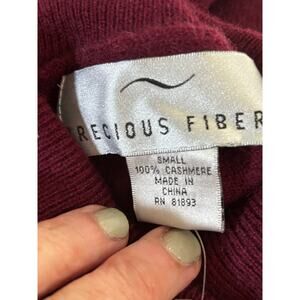 RECIOUS FIBER
SMALL
100% CASHMERE
MADE IN
CHINA
RN 81893